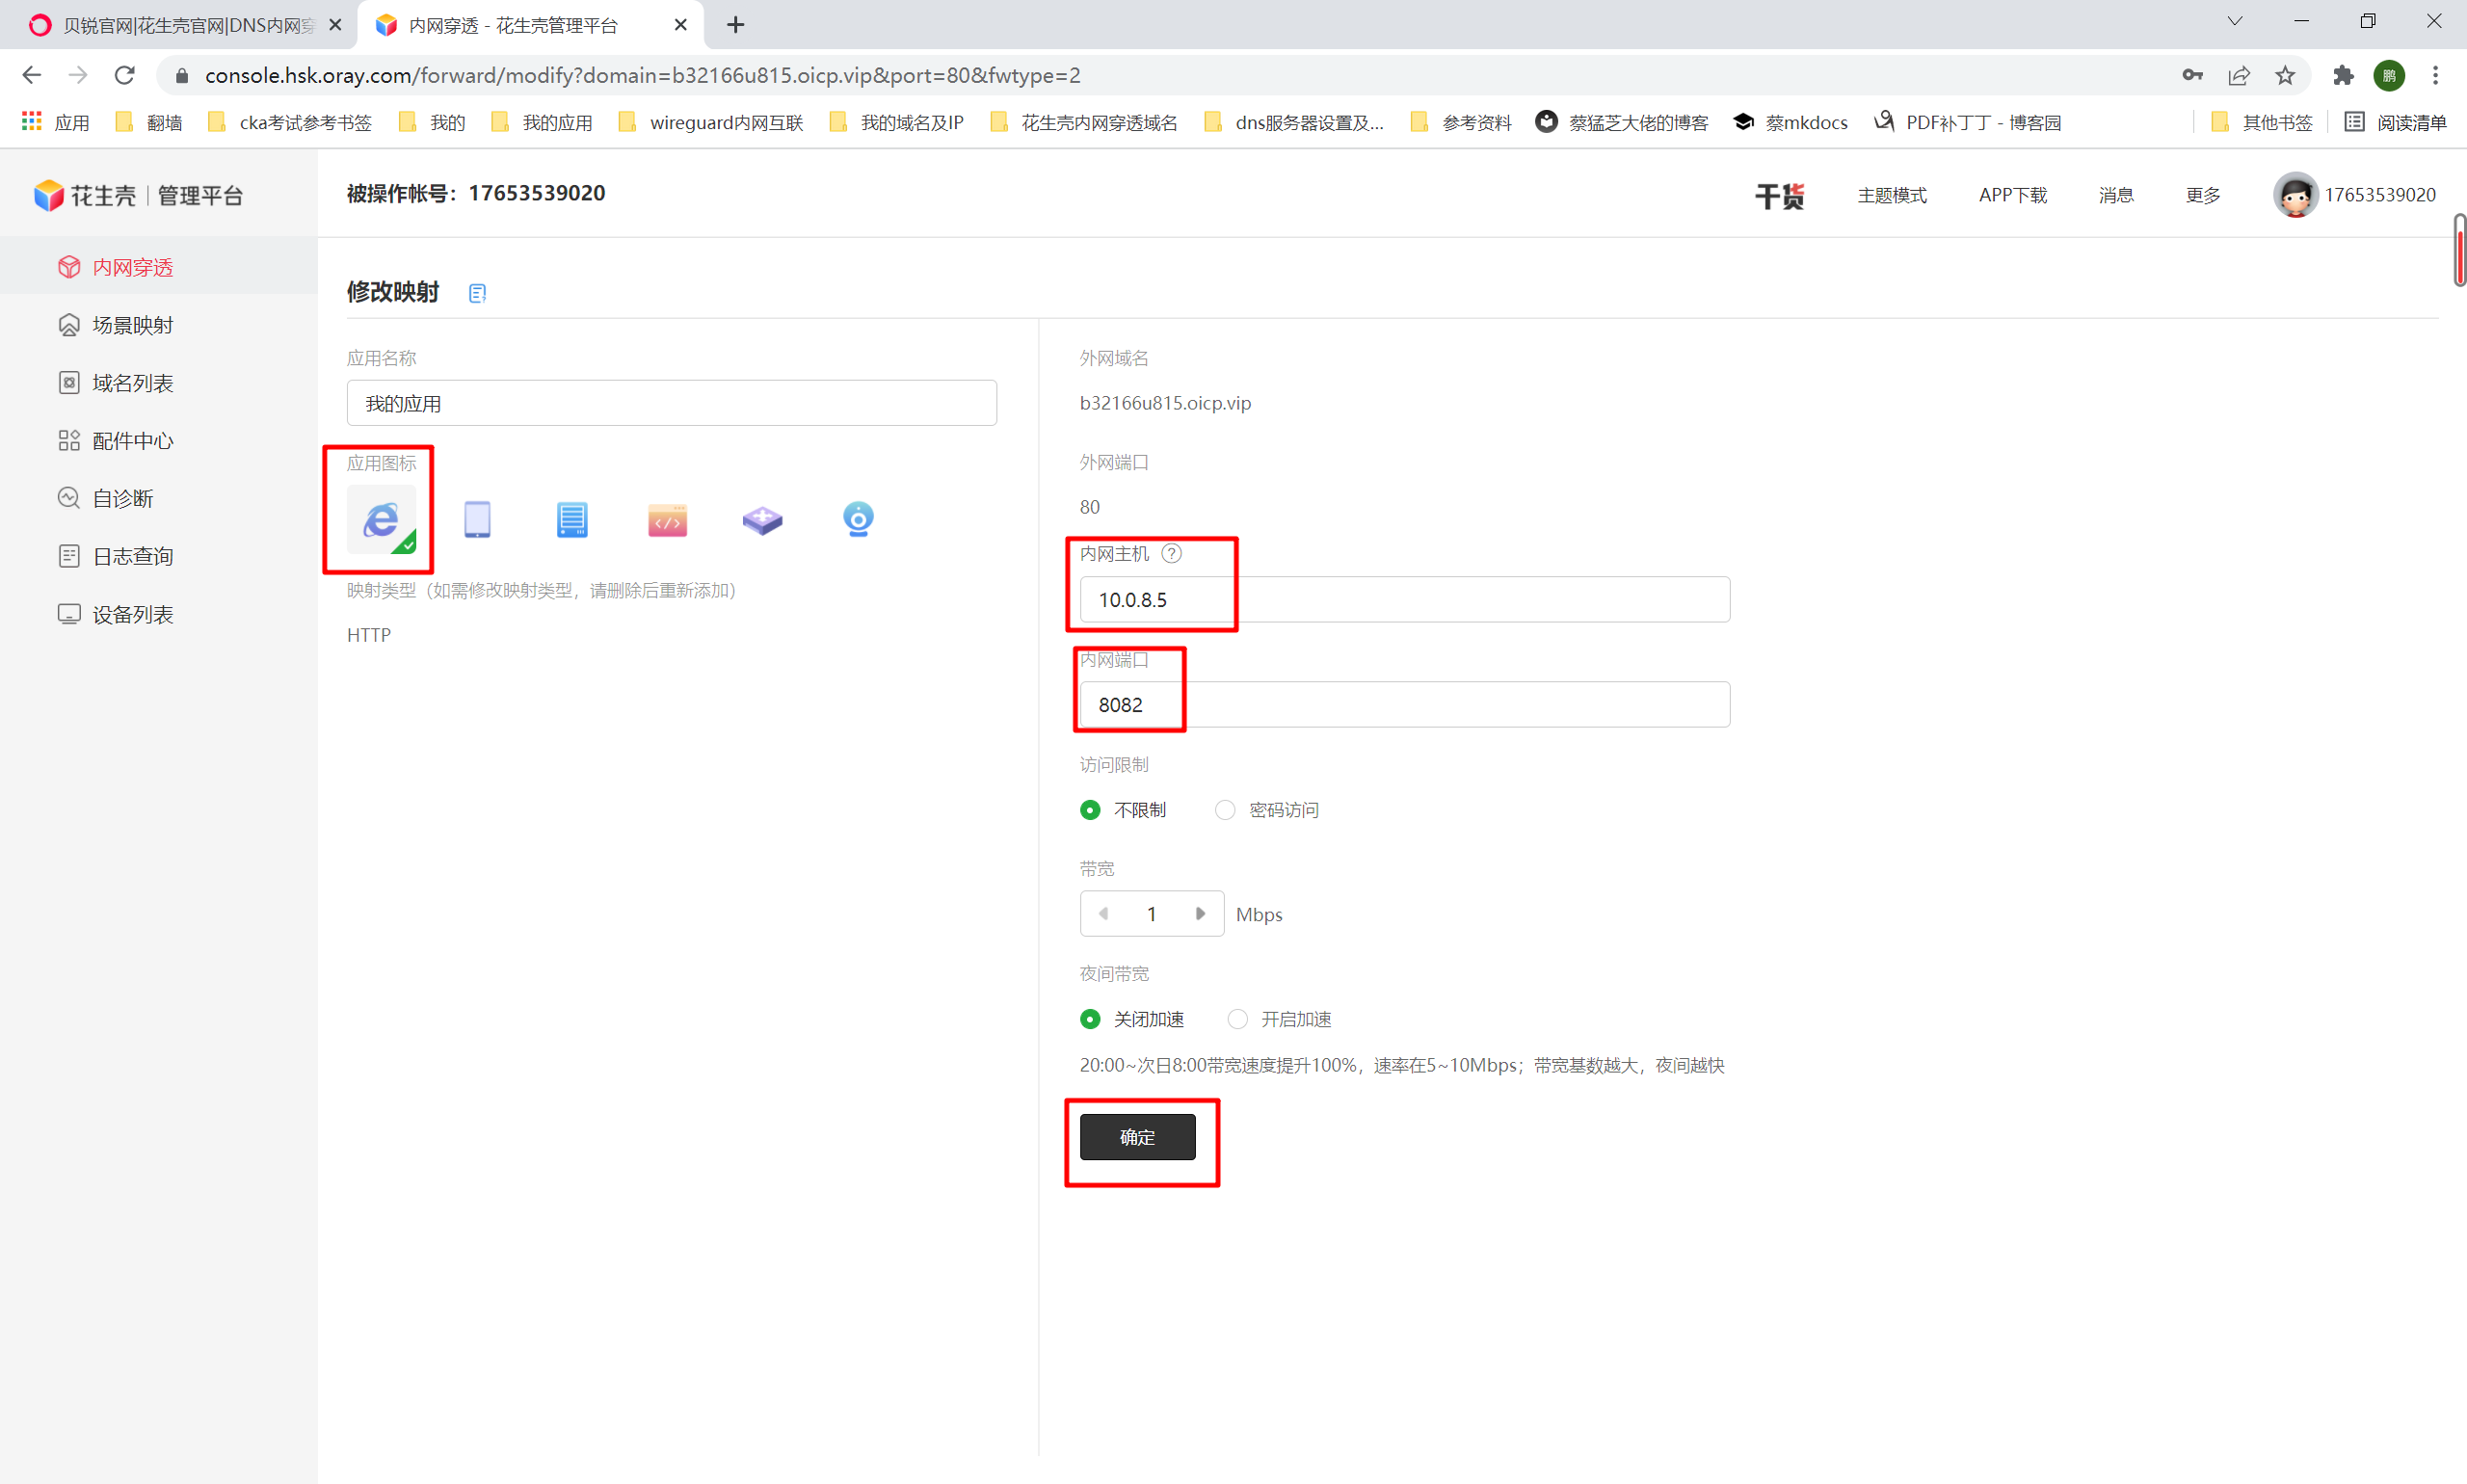 贝锐官网|花生壳官网|DNS内网穿
内网穿透 - 花生壳管理平台
console.hsk.oray.com/forward/modify?domain=b32166u815.oicp.vip&port=80&fwtype=2
鹏
应用
翻墙
cka考试参考书签
我的
我的应用
wireguard内网互联
我的域名及IP
花生壳内网穿透域名
dns服务器设置及...
参考资料
蔡猛芝大佬的博客
蔡mkdocs
PDF补丁丁 - 博客园
其他书签
阅读清单
花生壳 | 管理平台
被操作帐号：17653539020
干货
主题模式
APP下载
消息
更多
17653539020
内网穿透
场景映射
域名列表
配件中心
自诊断
日志查询
设备列表
修改映射
应用名称
我的应用
应用图标
映射类型（如需修改映射类型，请删除后重新添加）
HTTP
外网域名
b32166u815.oicp.vip
外网端口
80
内网主机 ?
10.0.8.5
内网端口
8082
访问限制
不限制 密码访问
带宽
1 Mbps
夜间带宽
关闭加速 开启加速
20:00~次日8:00带宽速度提升100%，速率在5~10Mbps；带宽基数越大，夜间越快
确定